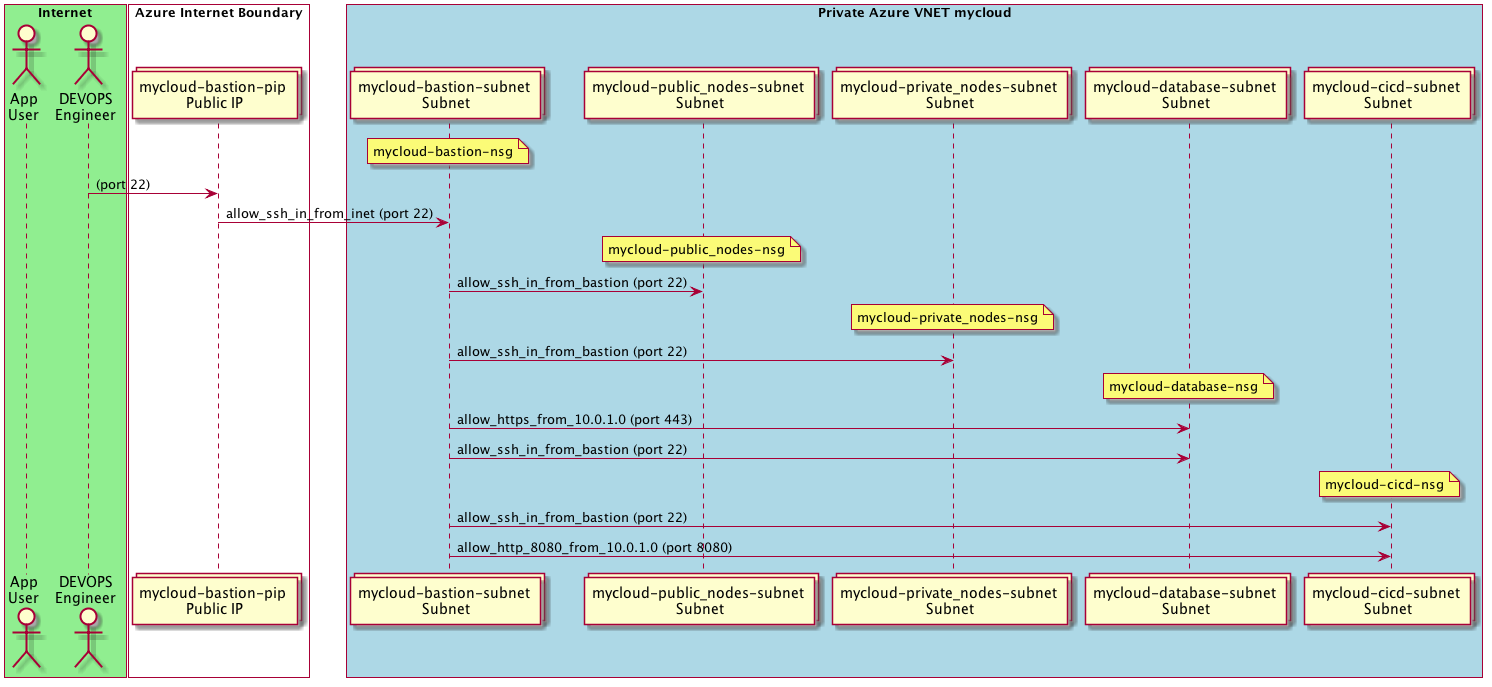 Internet
Azure Internet Boundary
Private Azure VNET mycloud
App
User
DEVOPS
Engineer
mycloud-bastion-pip
Public IP
mycloud-bastion-subnet
Subnet
mycloud-public_nodes-subnet
Subnet
mycloud-private_nodes-subnet
Subnet
mycloud-database-subnet
Subnet
mycloud-cicd-subnet
Subnet
mycloud-bastion-nsg
(port 22)
allow_ssh_in_from_inet (port 22)
mycloud-public_nodes-nsg
allow_ssh_in_from_bastion (port 22)
mycloud-private_nodes-nsg
allow_ssh_in_from_bastion (port 22)
mycloud-database-nsg
allow_https_from_10.0.1.0 (port 443)
allow_ssh_in_from_bastion (port 22)
mycloud-cicd-nsg
allow_ssh_in_from_bastion (port 22)
allow_http_8080_from_10.0.1.0 (port 8080)
App
User
DEVOPS
Engineer
mycloud-bastion-pip
Public IP
mycloud-bastion-subnet
Subnet
mycloud-public_nodes-subnet
Subnet
mycloud-private_nodes-subnet
Subnet
mycloud-database-subnet
Subnet
mycloud-cicd-subnet
Subnet